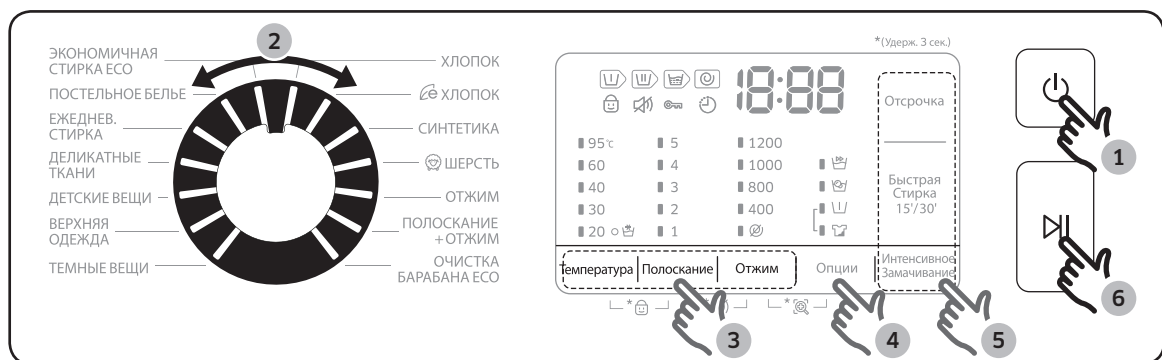 2
ЭКОНОМИЧНАЯ
СТИРКА ECO
ПОСТЕЛЬНОЕ БЕЛЬЕ
ЕЖЕДНЕВ.
СТИРКА
ДЕЛИКАТНЫЕ
ТКАНИ
ДЕТСКИЕ ВЕЩИ
ВЕРХНЯЯ
ОДЕЖДА
ТЕМНЫЕ ВЕЩИ
ХЛОПОК
e ХЛОПОК
СИНТЕТИКА
ШЕРСТЬ
ОТЖИМ
ПОЛОСКАНИЕ
+ОТЖИМ
ОЧИСТКА
БАРАБАНА ECO
*(Удерж. 3 сек.)
18:88
95℃ 5 1200
60 4 1000
40 3 800
30 2 400
20 1
Отсрочка
Быстрая
Стирка
15'/30'
Температура Полоскание Отжим Опции
Интенсивное
Замачивание
* * *
3
4
5
1
6